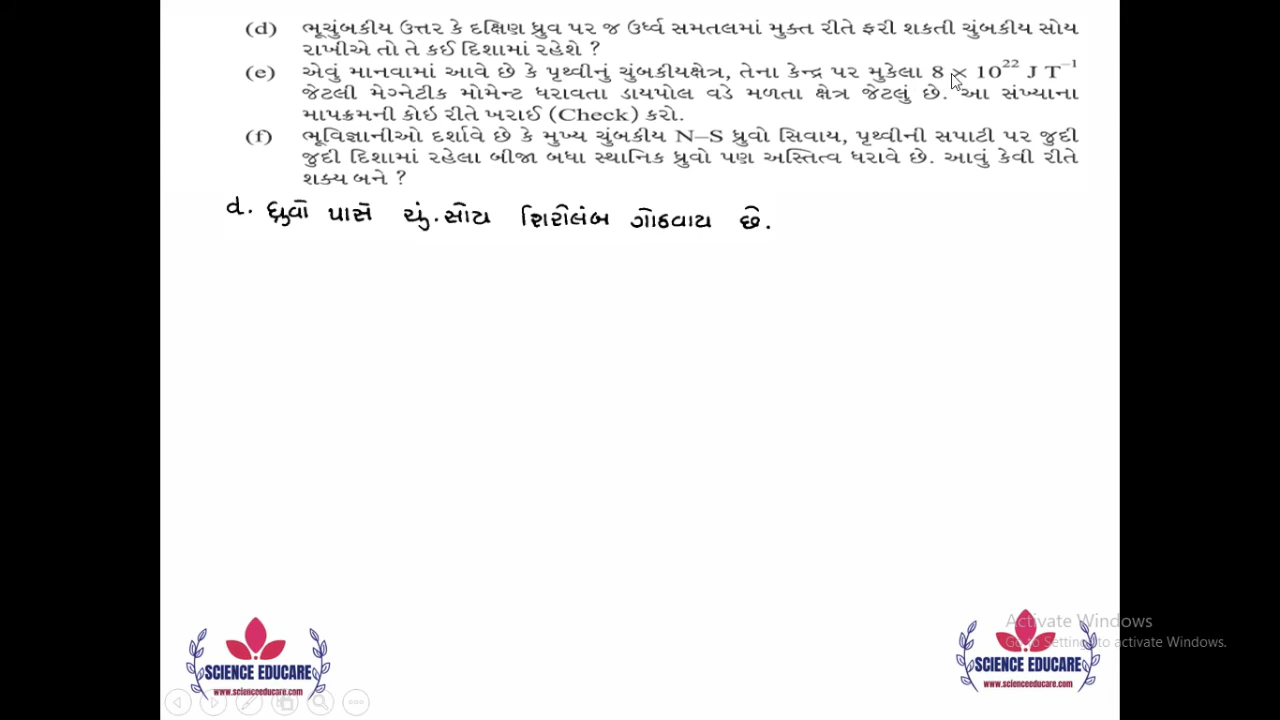 (d) ભૂચુંબકીય ઉત્તર કે દક્ષિણ ધ્રુવ પર જ ઉર્ધ્વ સમતલમાં મુક્ત રીતે ફરી શકતી ચુંબકીય સોય
રાખીએ તો તે કઈ દિશામાં રહેશે ?
(e) એવું માનવામાં આવે છે કે પૃથ્વીનું ચુંબકીયક્ષેત્ર, તેના કેન્દ્ર પર મુકેલા 8 × 10²² J T⁻¹
જેટલી મેગ્નેટીક મોમેન્ટ ધરાવતા ડાયપોલ વડે મળતા ક્ષેત્ર જેટલું છે. આ સંખ્યાના
માપક્રમની કોઇ રીતે ખરાઈ (Check) કરો.
(f) ભૂવિજ્ઞાનીઓ દર્શાવે છે કે મુખ્ય ચુંબકીય N–S ધ્રુવો સિવાય, પૃથ્વીની સપાટી પર જુદી
જુદી દિશામાં રહેલા બીજા બધા સ્થાનિક ધ્રુવો પણ અસ્તિત્વ ધરાવે છે. આવું કેવી રીતે
શક્ય બને ?
d. ધ્રુવો પાસે ચું. સોય શિરોલંબ ગોઠવાય છે.
Activate Windows
Go to Settings to activate Windows.
SCIENCE EDUCARE
www.scienceeducare.com
SCIENCE EDUCARE
www.scienceeducare.com